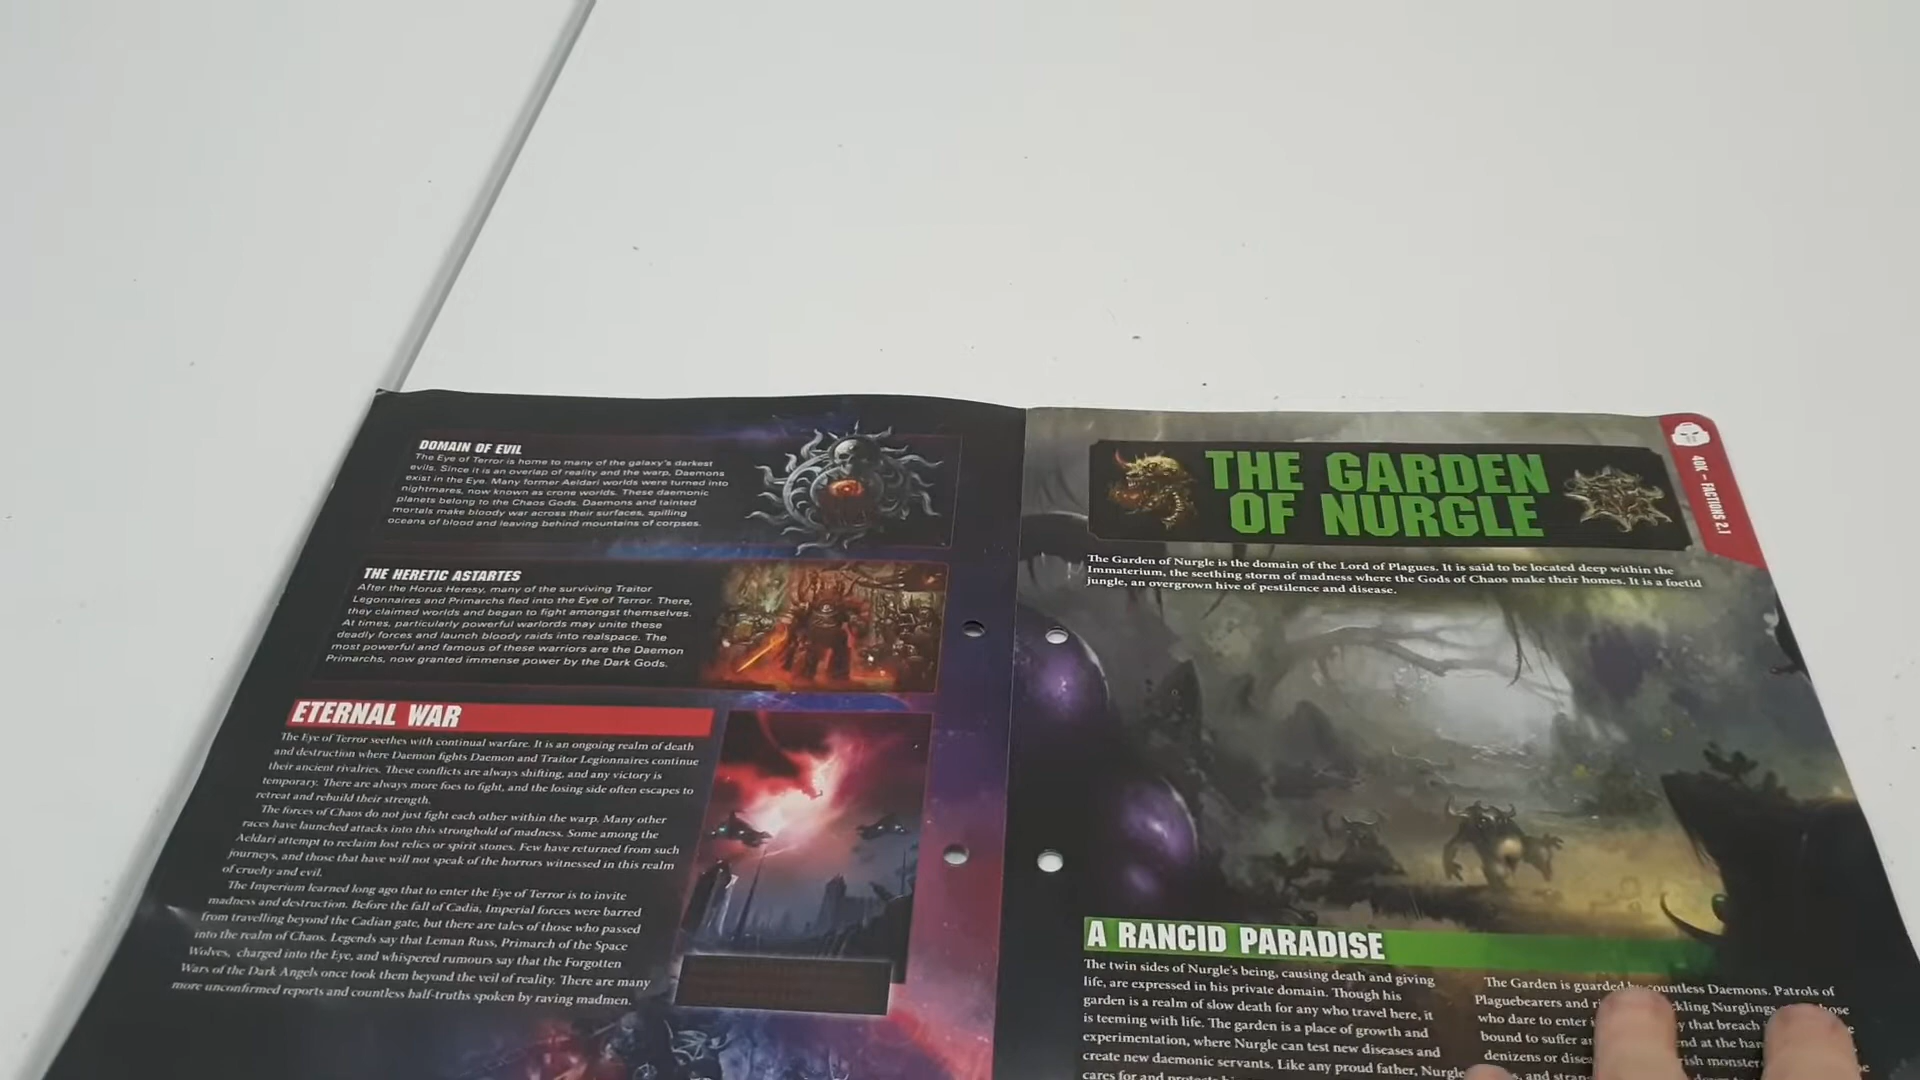 DOMAIN OF EVIL
The Eye of Terror is home to many of the galaxy's darkest
evils. Since it is an overlap of reality and the warp, Daemons
exist in the Eye. Many former Aeldari worlds were turned into
nightmares, now known as crone worlds. These daemonic
planets belong to the Chaos Gods. Daemons and tainted
mortals make bloody war across their surfaces, spilling
oceans of blood and leaving behind mountains of corpses.
THE HERETIC ASTARTES
After the Horus Heresy, many of the surviving Traitor
Legionnaires and Primarchs fled into the Eye of Terror. There,
they claimed worlds and began to fight amongst themselves.
At times, particularly powerful warlords may unite these
deadly forces and launch bloody raids into realspace. The
most powerful and famous of these warriors are the Daemon
Primarchs, now granted immense power by the Dark Gods.
ETERNAL WAR
The Eye of Terror seethes with continual warfare. It is an ongoing realm of death
and destruction where Daemon fights Daemon and Traitor Legionnaires continue
their ancient rivalries. These conflicts are always shifting, and any victory is
temporary. There are always more foes to fight, and the losing side often escapes to
retreat and rebuild their strength.
The forces of Chaos do not just fight each other within the warp. Many other
races have launched attacks into this stronghold of madness. Some among the
Aeldari attempt to reclaim lost relics or spirit stones. Few have returned from such
journeys, and those that have will not speak of the horrors witnessed in this realm
of cruelty and evil.
The Imperium learned long ago that to enter the Eye of Terror is to invite
madness and destruction. Before the fall of Cadia, Imperial forces were barred
from travelling beyond the Cadian gate, but there are tales of those who passed
into the realm of Chaos. Legends say that Leman Russ, Primarch of the Space
Wolves, charged into the Eye, and whispered rumours say that the Forgotten
Wars of the Dark Angels once took them beyond the veil of reality. There are many
more unconfirmed reports and countless half-truths spoken by raving madmen.
THE GARDEN
OF NURGLE
40K – FACTIONS 2.1
The Garden of Nurgle is the domain of the Lord of Plagues. It is said to be located deep within the
Immaterium, the seething storm of madness where the Gods of Chaos make their homes. It is a foetid
jungle, an overgrown hive of pestilence and disease.
A RANCID PARADISE
The twin sides of Nurgle's being, causing death and giving
life, are expressed in his private domain. Though his
garden is a realm of slow death for any who travel here, it
is teeming with life. The garden is a place of growth and
experimentation, where Nurgle can test new diseases and
create new daemonic servants. Like any proud father, Nurgle
cares for and
The Garden is guarded by countless Daemons. Patrols of
Plaguebearers and Nurglings
who dare to enter that breach
bound to suffer at the
denizens or
and